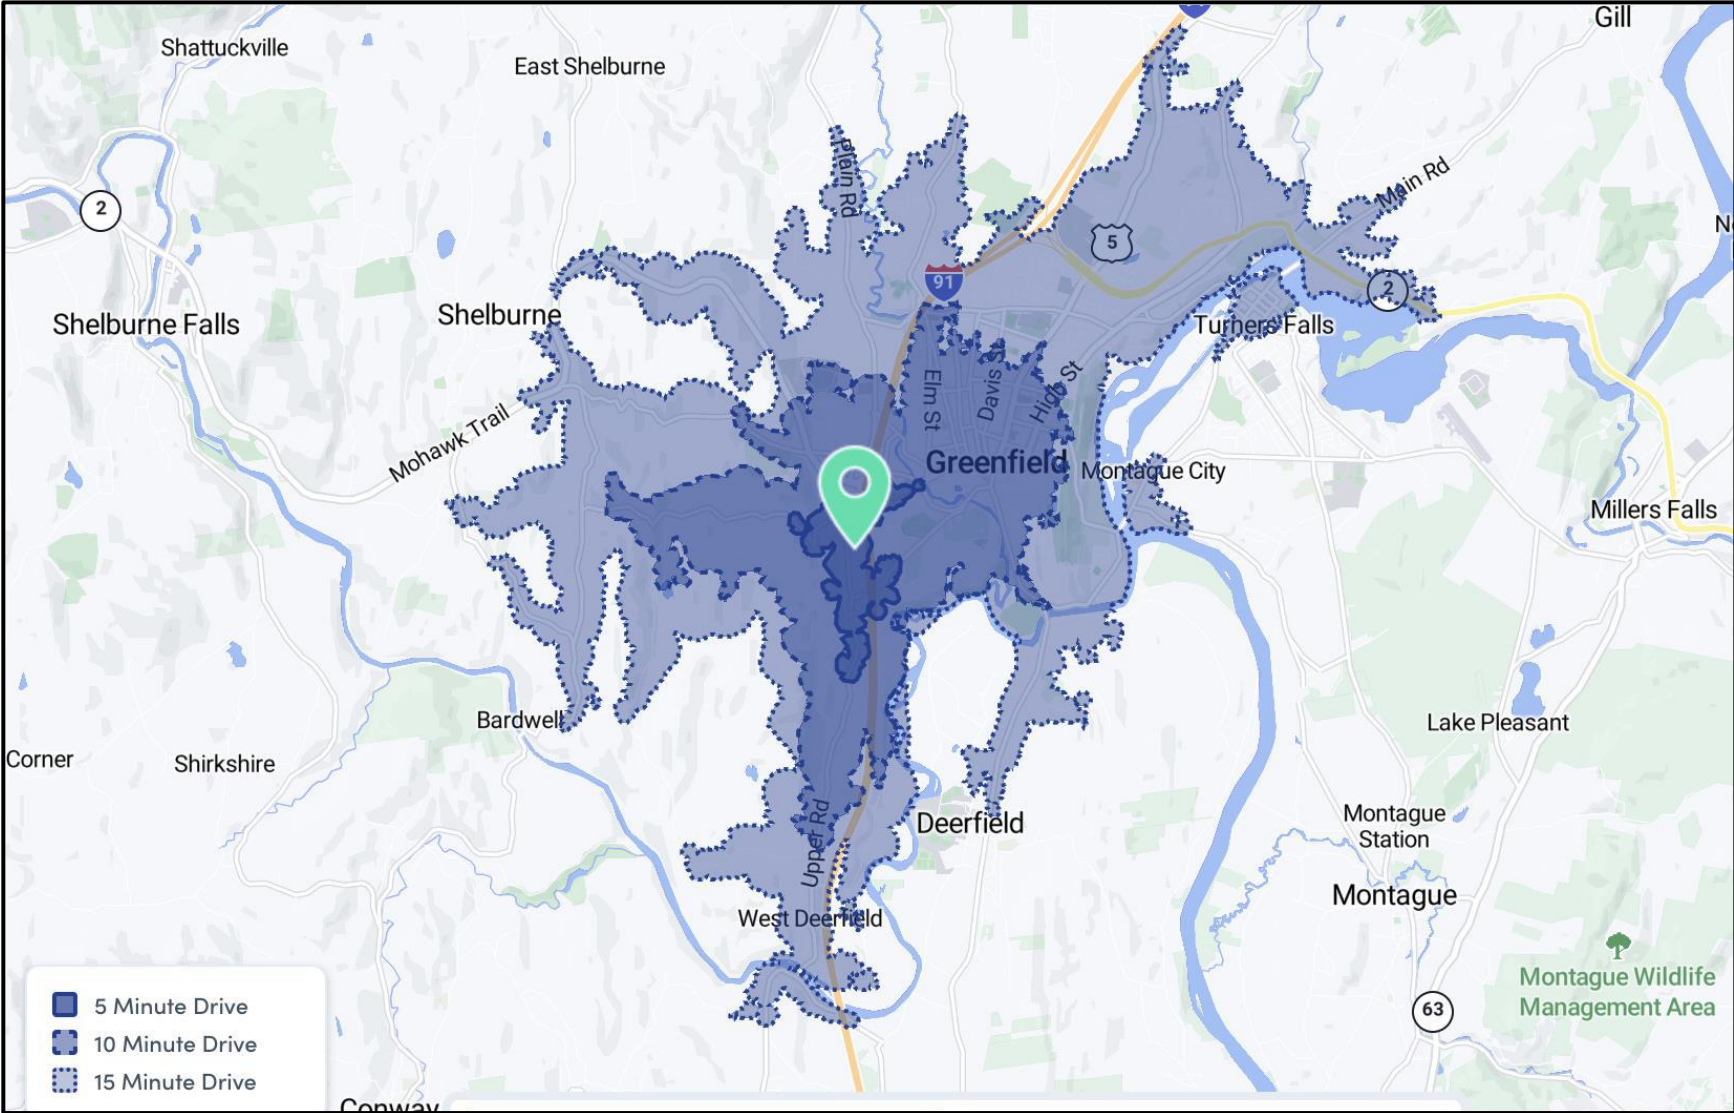 Gill
Shattuckville
East Shelburne
Plain Rd
Main Rd
2
5
91
2
Shelburne
Shelburne Falls
Turners Falls
Elm St
Davis St
High St
Mohawk Trail
Greenfield
Montague City
Millers Falls
Bardwell
Lake Pleasant
Corner
Shirkshire
Upper Rd
Deerfield
Montague
Station
Montague
West Deerfield
Montague Wildlife
Management Area
63
5 Minute Drive
10 Minute Drive
15 Minute Drive
Conway